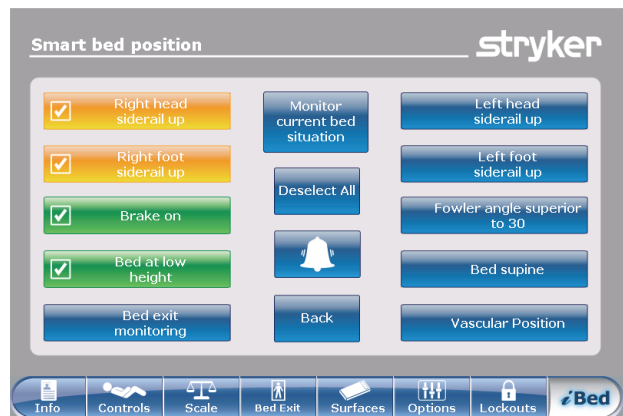 Smart bed position
stryker
Right head
siderail up
Monitor
current bed
situation
Left head
siderail up
Right foot
siderail up
Deselect All
Left foot
siderail up
Brake on
Fowler angle superior
to 30
Bed at low
height
Bed supine
Bed exit
monitoring
Back
Vascular Position
Info
Controls
Scale
Bed Exit
Surfaces
Options
Lockouts
iBed